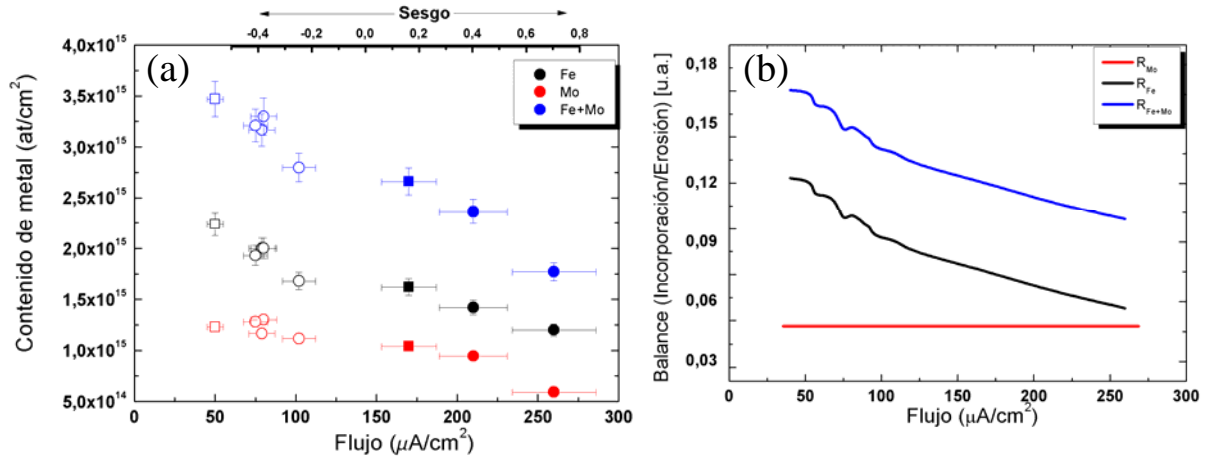 Sesgo
-0,4 -0,2 0,0 0,2 0,4 0,6 0,8
(a)
Contenido de metal (at/cm²)
4,0x10¹⁵
3,5x10¹⁵
3,0x10¹⁵
2,5x10¹⁵
2,0x10¹⁵
1,5x10¹⁵
1,0x10¹⁵
5,0x10¹⁴
Fe
Mo
Fe+Mo
0 50 100 150 200 250 300
Flujo (μA/cm²)
(b)
Balance (Incorporación/Erosión) [u.a.]
0,18
0,15
0,12
0,09
0,06
0,03
R_Mo
R_Fe
R_Fe+Mo
0 50 100 150 200 250 300
Flujo (μA/cm²)